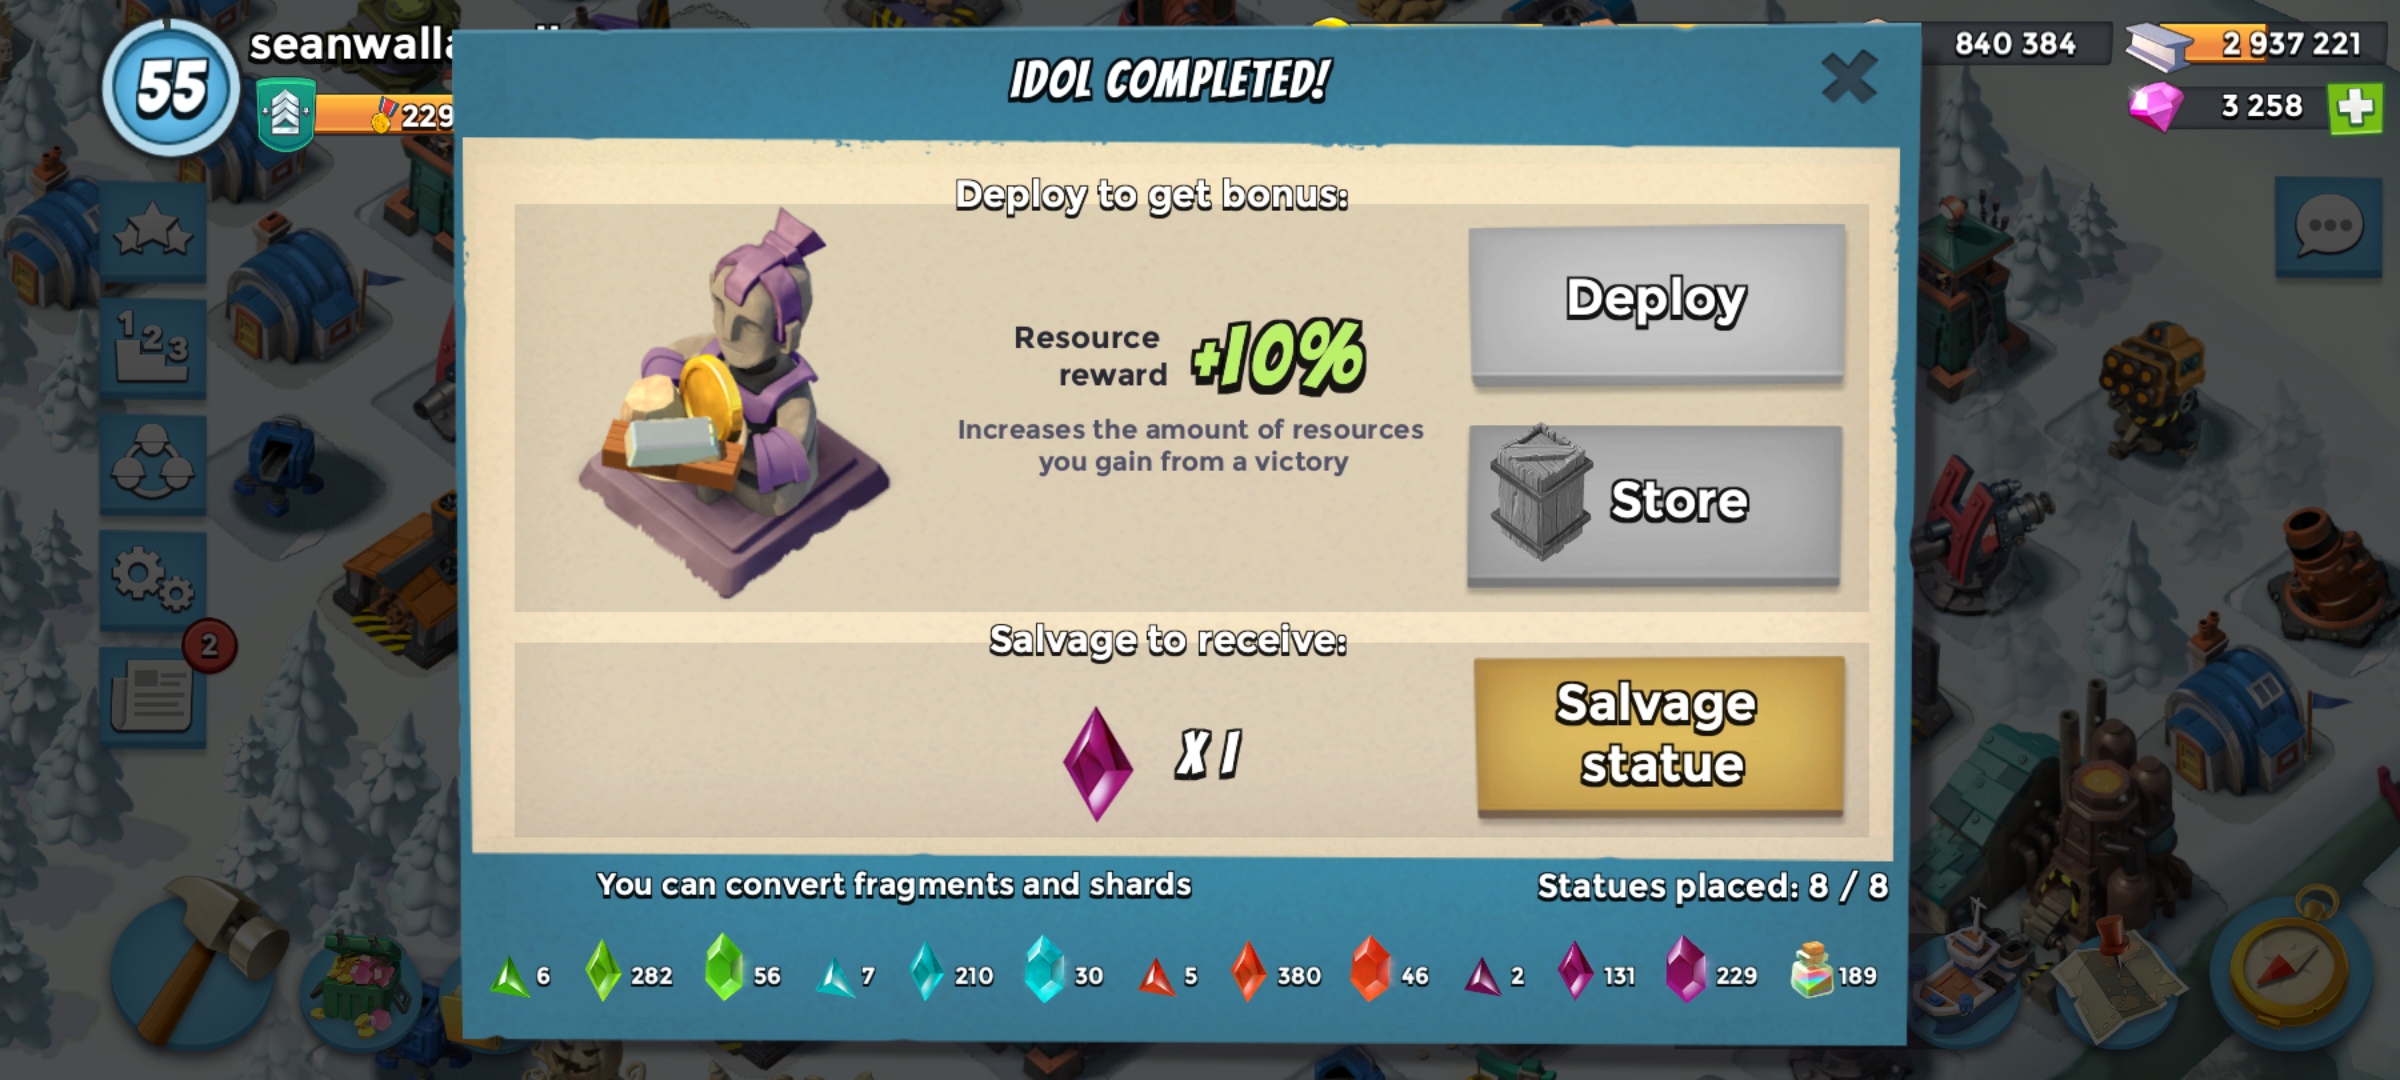 55
229
IDOL COMPLETED!
840 384
2 937 221
3 258
Deploy to get bonus:
Resource
reward
+10%
Increases the amount of resources
you gain from a victory
Deploy
Store
123
2
Salvage to receive:
X 1
Salvage
statue
You can convert fragments and shards
Statues placed: 8 / 8
6 282 56 7 210 30 5 380 46 2 131 229 189